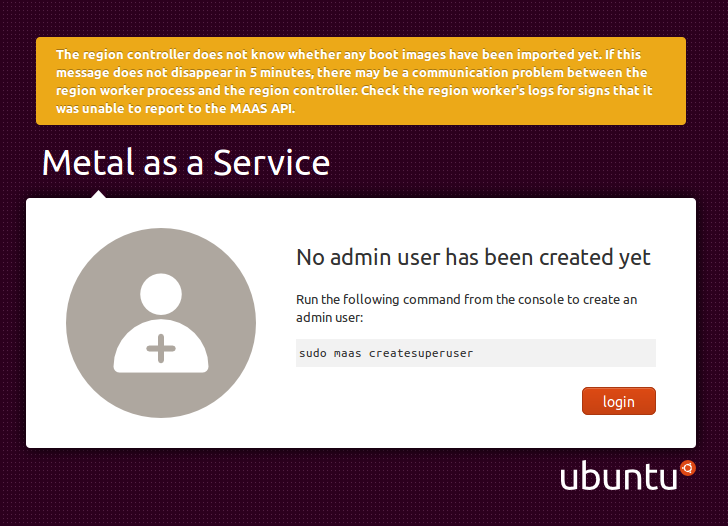 The region controller does not know whether any boot images have been imported yet. If this
message does not disappear in 5 minutes, there may be a communication problem between the
region worker process and the region controller. Check the region worker's logs for signs that it
was unable to report to the MAAS API.
Metal as a Service
No admin user has been created yet
Run the following command from the console to create an
admin user:
sudo maas createsuperuser
login
ubuntu